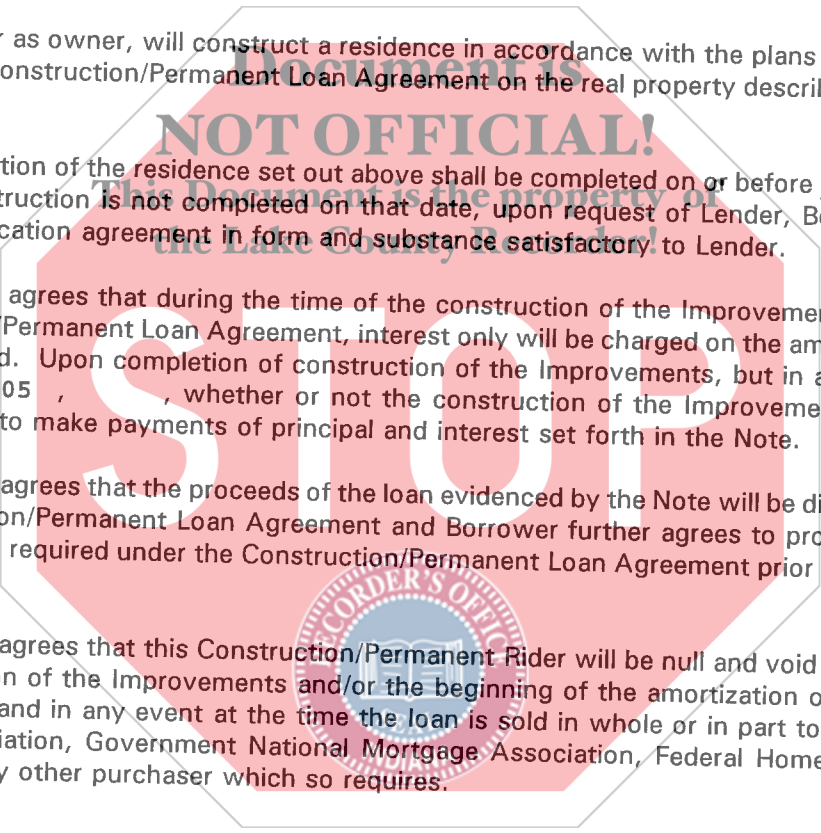 r as owner, will construct a residence in accordance with the plans
onstruction/Permanent Loan Agreement on the real property descri
Document is
NOT OFFICIAL!
tion of the residence set out above shall be completed on or before
This Document is the property of
truction is not completed on that date, upon request of Lender, B
the Lake County Recorder!
cation agreement in form and substance satisfactory to Lender.
agrees that during the time of the construction of the Improveme
/Permanent Loan Agreement, interest only will be charged on the am
d. Upon completion of construction of the Improvements, but in a
05 , , whether or not the construction of the Improveme
to make payments of principal and interest set forth in the Note.
STOP
agrees that the proceeds of the loan evidenced by the Note will be di
on/Permanent Loan Agreement and Borrower further agrees to pro
required under the Construction/Permanent Loan Agreement prior
RECORDER'S OFFIC
agrees that this Construction/Permanent Rider will be null and void
n of the Improvements and/or the beginning of the amortization o
and in any event at the time the loan is sold in whole or in part to
SEAL
iation, Government National Mortgage Association, Federal Home
INDIANA
y other purchaser which so requires.